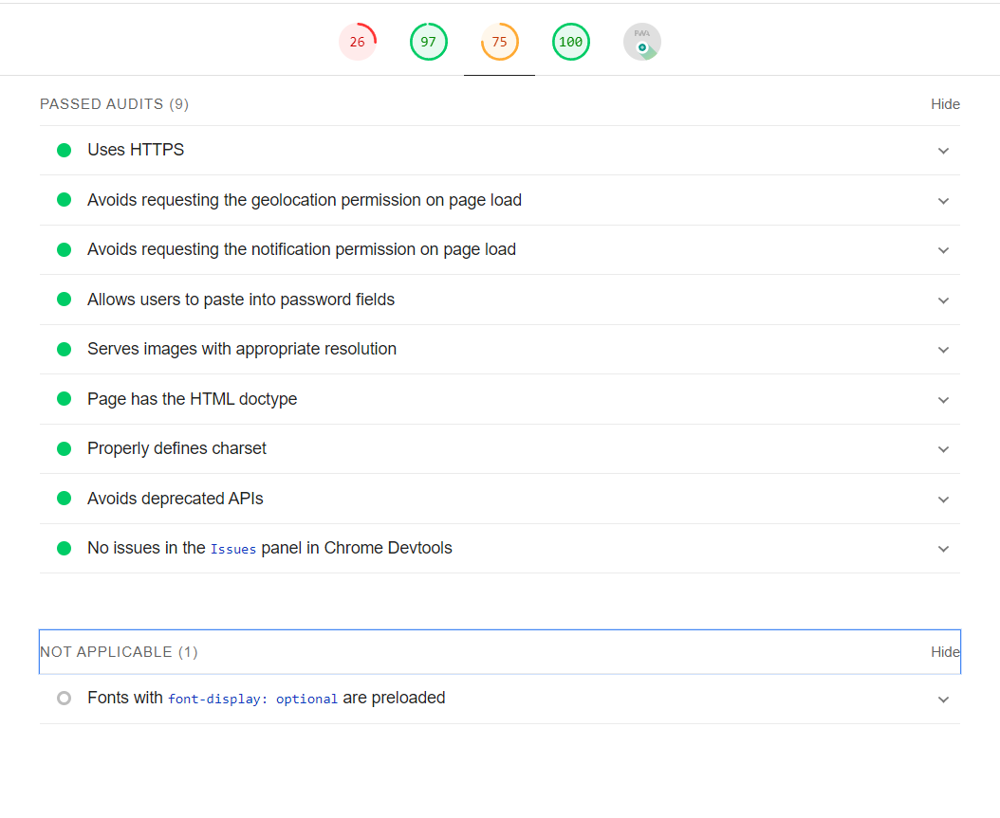 26 97 75 100 PWA
PASSED AUDITS (9) Hide
Uses HTTPS
Avoids requesting the geolocation permission on page load
Avoids requesting the notification permission on page load
Allows users to paste into password fields
Serves images with appropriate resolution
Page has the HTML doctype
Properly defines charset
Avoids deprecated APIs
No issues in the Issues panel in Chrome Devtools
NOT APPLICABLE (1) Hide
Fonts with font-display: optional are preloaded